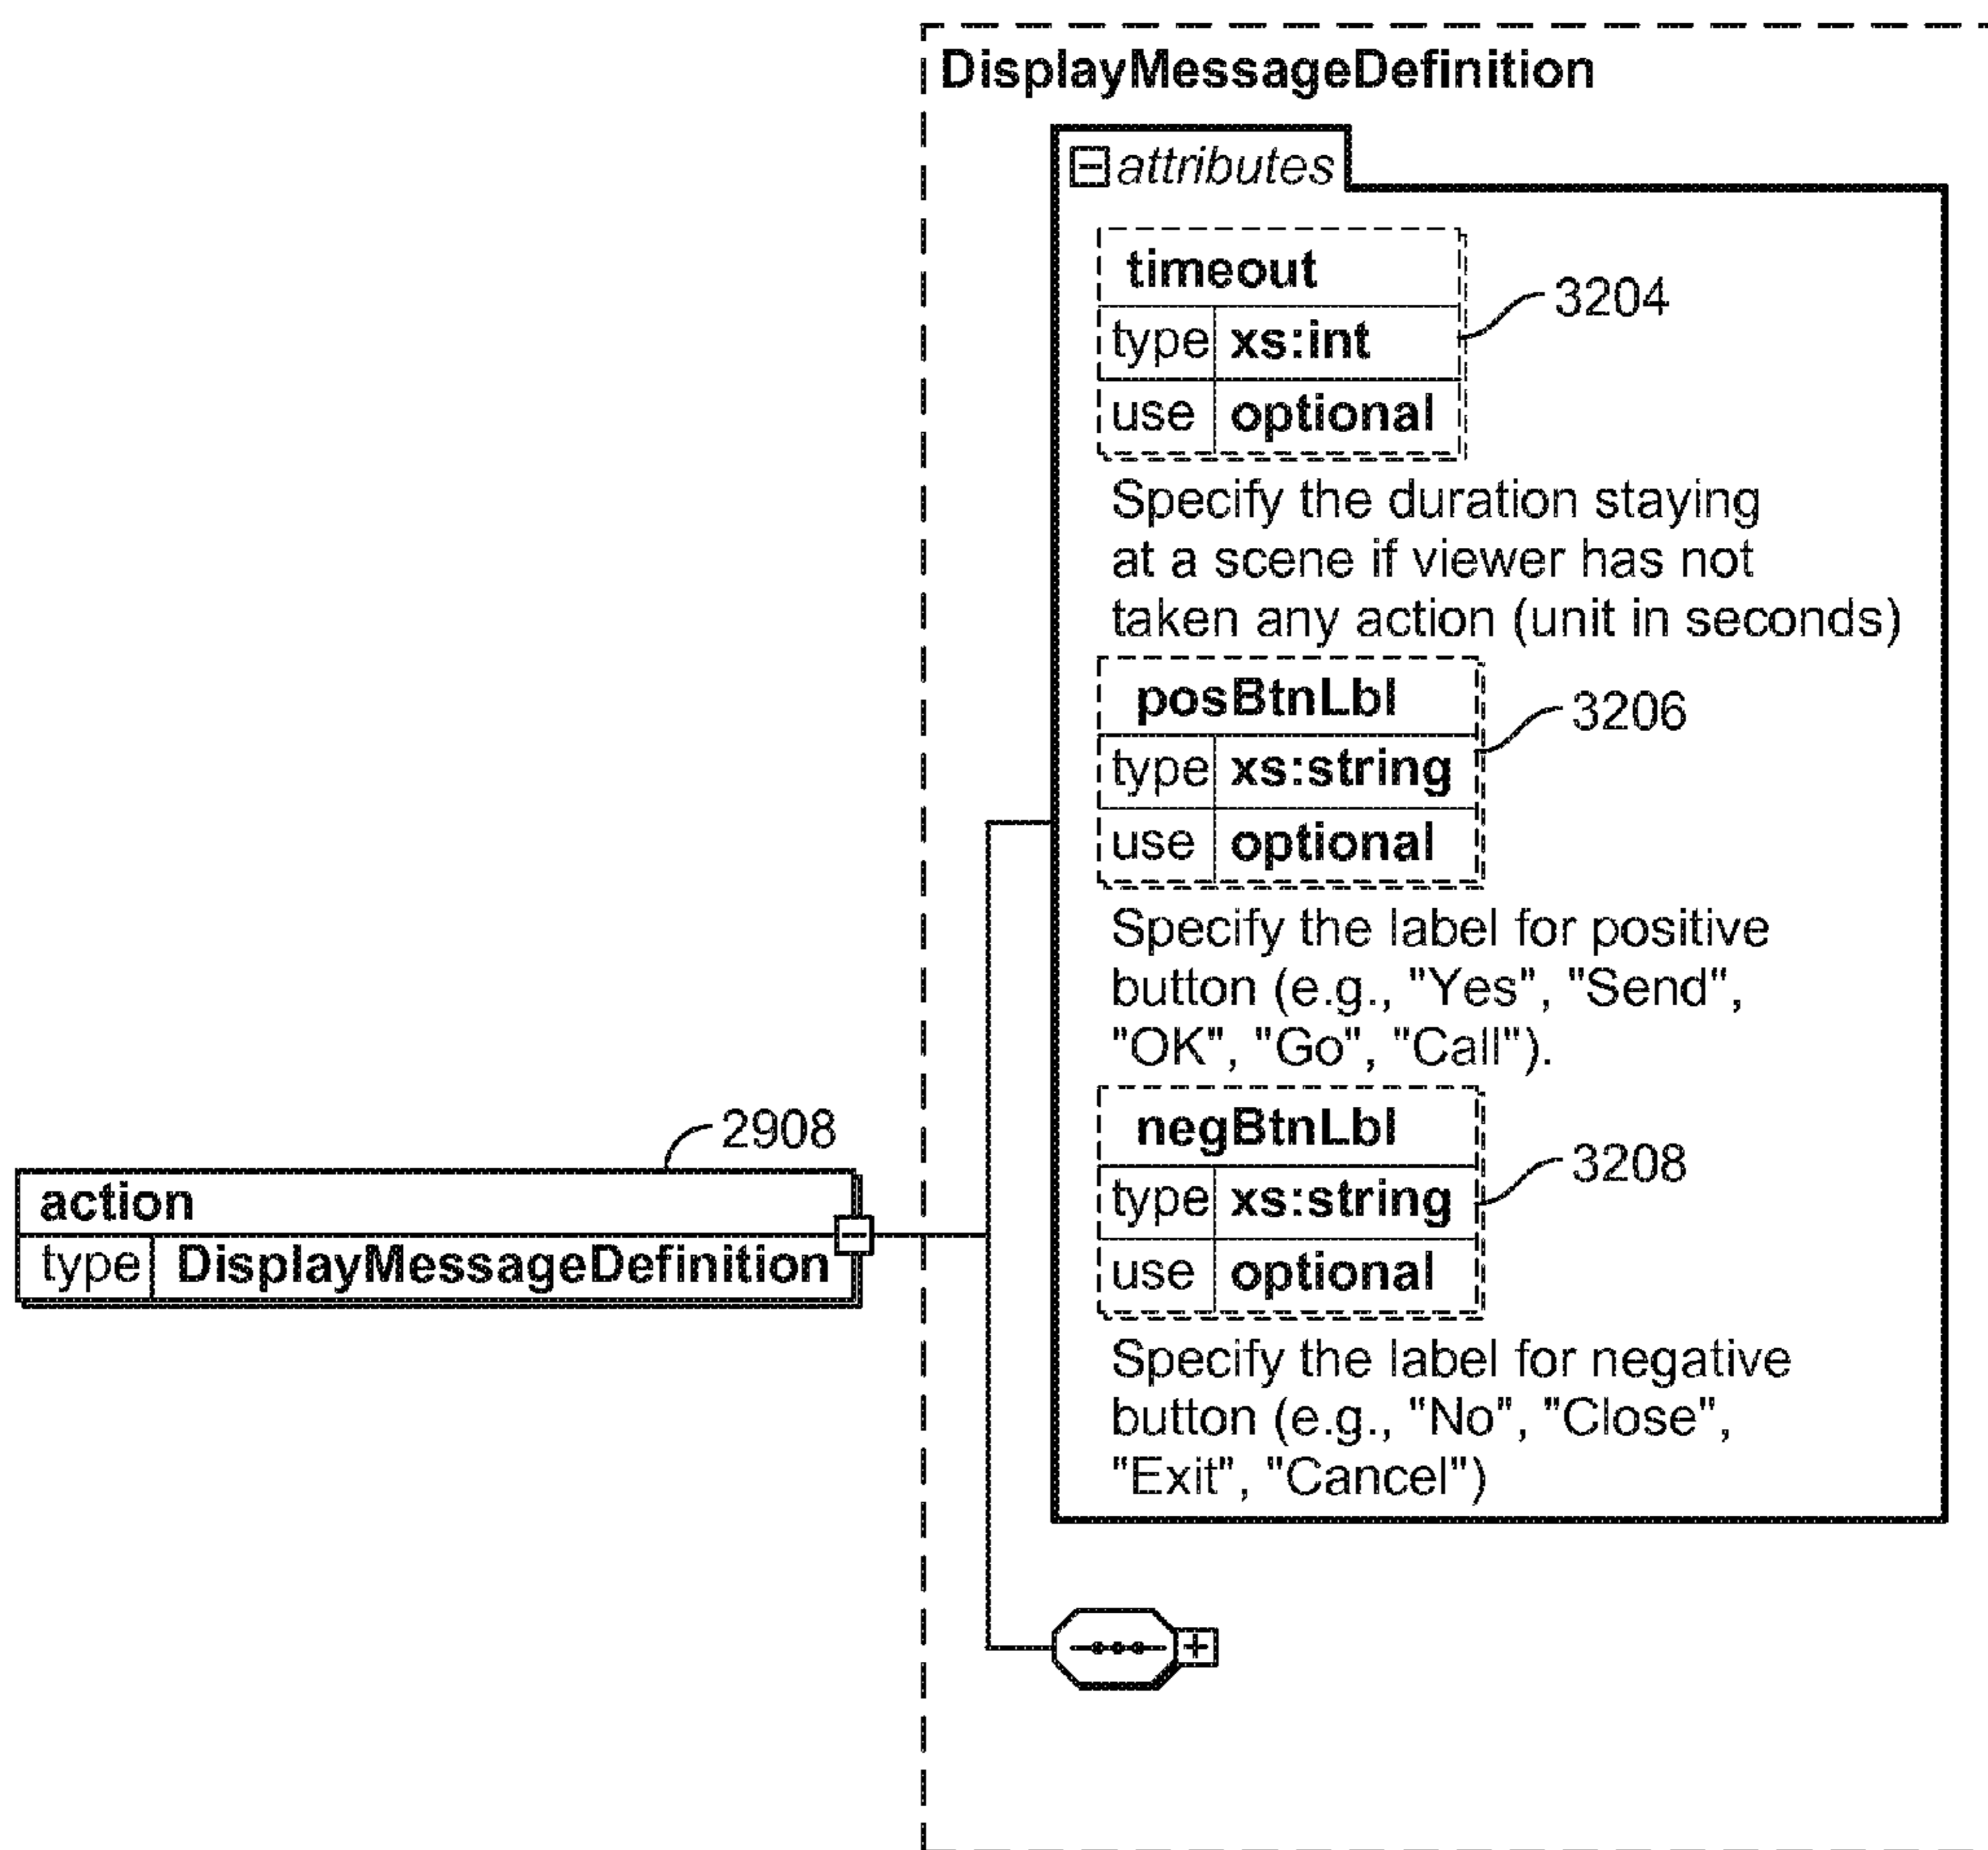 DisplayMessageDefinition
attributes
timeout
type xs:int
use optional
3204
Specify the duration staying
at a scene if viewer has not
taken any action (unit in seconds)
posBtnLbl
type xs:string
use optional
3206
Specify the label for positive
button (e.g., "Yes", "Send",
"OK", "Go", "Call").
negBtnLbl
type xs:string
use optional
3208
Specify the label for negative
button (e.g., "No", "Close",
"Exit", "Cancel")
2908
action
type DisplayMessageDefinition